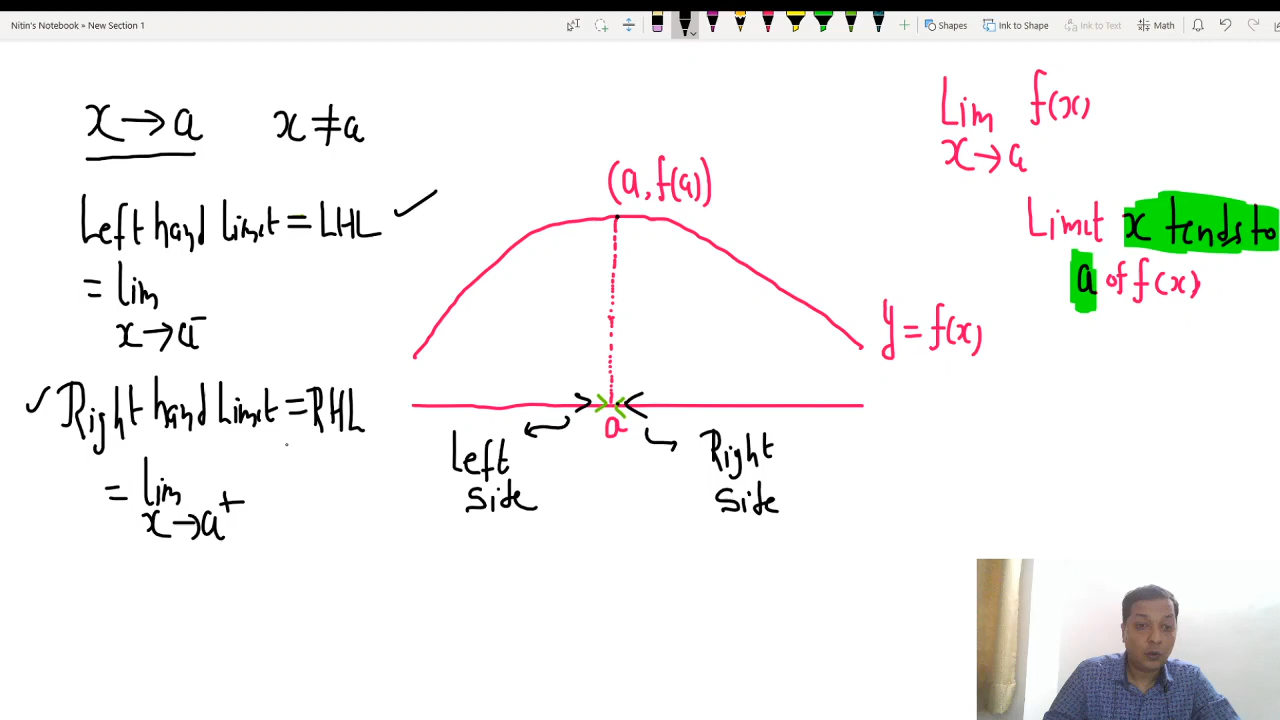 Nitin's Notebook » New Section 1
Shapes
Ink to Shape
Ink to Text
Math
x → a
x ≠ a
Left hand Limit = LHL ✓
= lim
x → a⁻
✓ Right hand Limit = RHL
= lim
x → a⁺
(a, f(a))
y = f(x)
a
Left
Side
Right
Side
Lim f(x)
x → a
Limit x tends to
a of f(x)